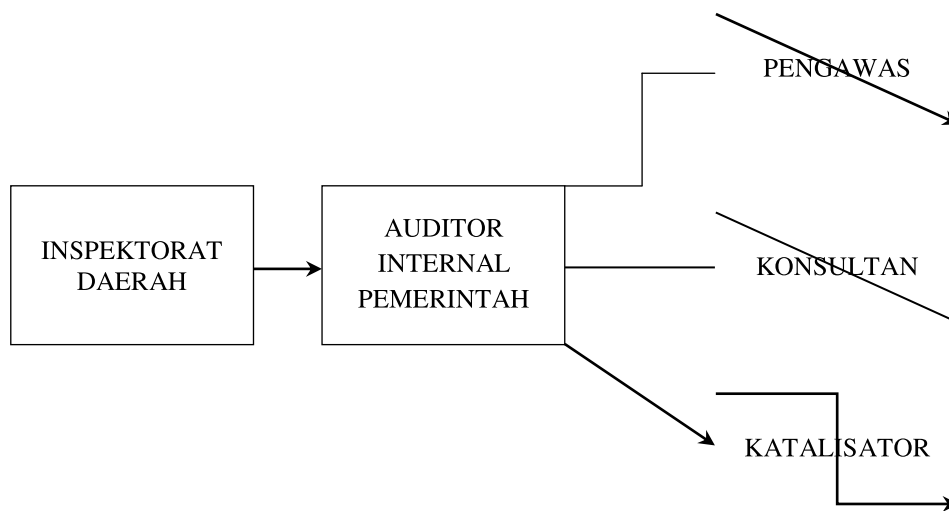 INSPEKTORAT
DAERAH
AUDITOR
INTERNAL
PEMERINTAH
PENGAWAS
KONSULTAN
KATALISATOR